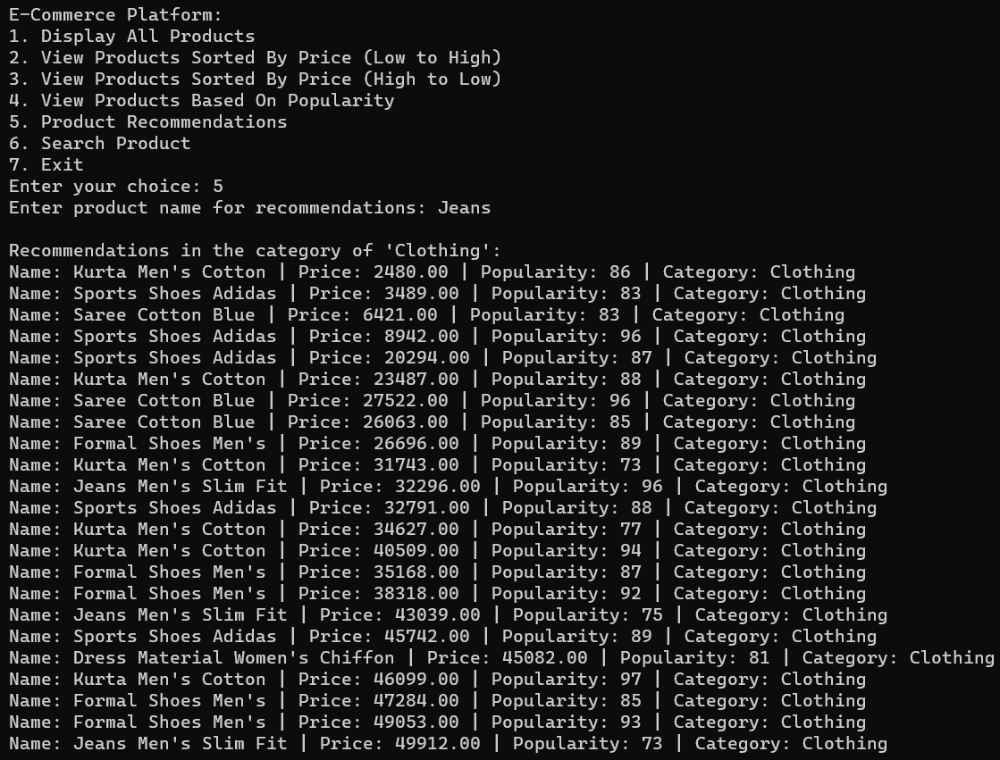 E-Commerce Platform:
1. Display All Products
2. View Products Sorted By Price (Low to High)
3. View Products Sorted By Price (High to Low)
4. View Products Based On Popularity
5. Product Recommendations
6. Search Product
7. Exit
Enter your choice: 5
Enter product name for recommendations: Jeans
Recommendations in the category of 'Clothing':
Name: Kurta Men's Cotton | Price: 2480.00 | Popularity: 86 | Category: Clothing
Name: Sports Shoes Adidas | Price: 3489.00 | Popularity: 83 | Category: Clothing
Name: Saree Cotton Blue | Price: 6421.00 | Popularity: 83 | Category: Clothing
Name: Sports Shoes Adidas | Price: 8942.00 | Popularity: 96 | Category: Clothing
Name: Sports Shoes Adidas | Price: 20294.00 | Popularity: 87 | Category: Clothing
Name: Kurta Men's Cotton | Price: 23487.00 | Popularity: 88 | Category: Clothing
Name: Saree Cotton Blue | Price: 27522.00 | Popularity: 96 | Category: Clothing
Name: Saree Cotton Blue | Price: 26063.00 | Popularity: 85 | Category: Clothing
Name: Formal Shoes Men's | Price: 26696.00 | Popularity: 89 | Category: Clothing
Name: Kurta Men's Cotton | Price: 31743.00 | Popularity: 73 | Category: Clothing
Name: Jeans Men's Slim Fit | Price: 32296.00 | Popularity: 96 | Category: Clothing
Name: Sports Shoes Adidas | Price: 32791.00 | Popularity: 88 | Category: Clothing
Name: Kurta Men's Cotton | Price: 34627.00 | Popularity: 77 | Category: Clothing
Name: Kurta Men's Cotton | Price: 40509.00 | Popularity: 94 | Category: Clothing
Name: Formal Shoes Men's | Price: 35168.00 | Popularity: 87 | Category: Clothing
Name: Formal Shoes Men's | Price: 38318.00 | Popularity: 92 | Category: Clothing
Name: Jeans Men's Slim Fit | Price: 43039.00 | Popularity: 75 | Category: Clothing
Name: Sports Shoes Adidas | Price: 45742.00 | Popularity: 89 | Category: Clothing
Name: Dress Material Women's Chiffon | Price: 45082.00 | Popularity: 81 | Category: Clothing
Name: Kurta Men's Cotton | Price: 46099.00 | Popularity: 97 | Category: Clothing
Name: Formal Shoes Men's | Price: 47284.00 | Popularity: 85 | Category: Clothing
Name: Formal Shoes Men's | Price: 49053.00 | Popularity: 93 | Category: Clothing
Name: Jeans Men's Slim Fit | Price: 49912.00 | Popularity: 73 | Category: Clothing